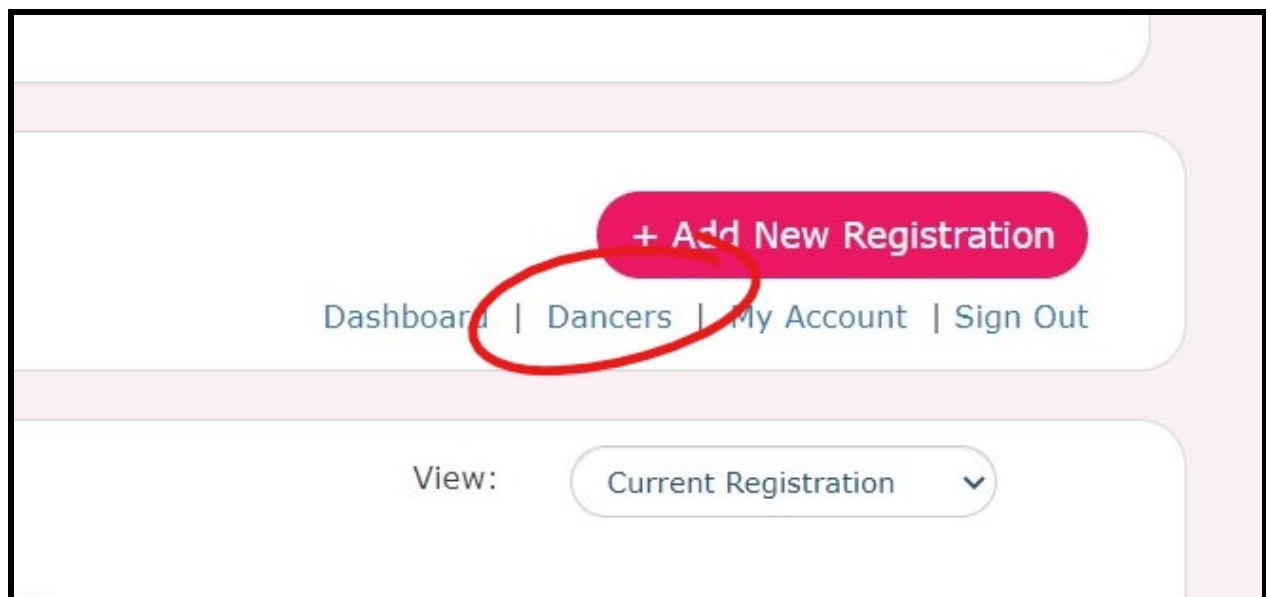 + Add New Registration
Dashboard | Dancers | My Account | Sign Out
View: Current Registration